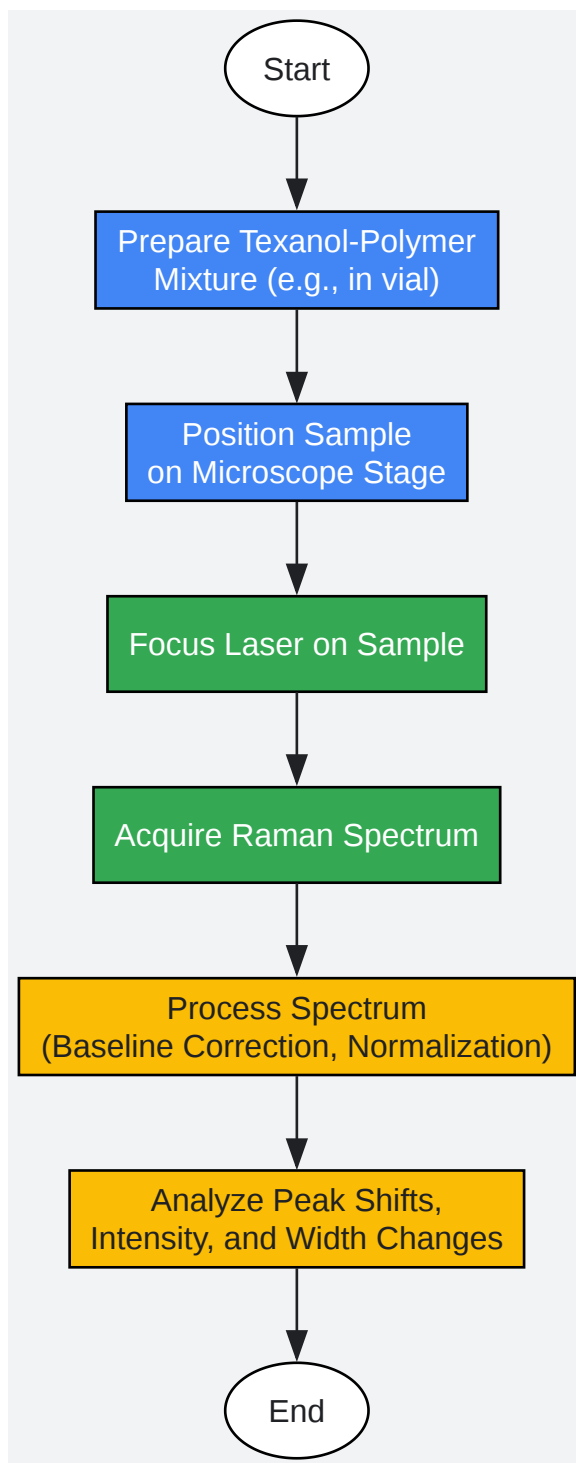 Start
Prepare Texanol-Polymer
Mixture (e.g., in vial)
Position Sample
on Microscope Stage
Focus Laser on Sample
Acquire Raman Spectrum
Process Spectrum
(Baseline Correction, Normalization)
Analyze Peak Shifts,
Intensity, and Width Changes
End